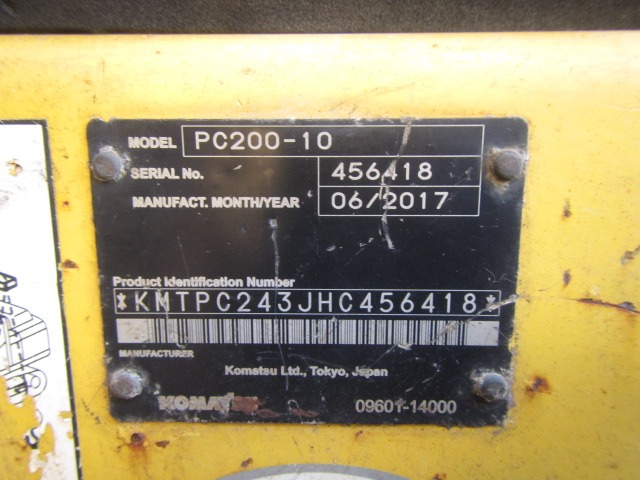 MODEL PC200-10
SERIAL No. 456418
MANUFACT. MONTH/YEAR 06/2017
Product Identification Number
*KMTPC243JHC456418*
MANUFACTURER
Komatsu Ltd., Tokyo, Japan
KOMATSU 09601-14000